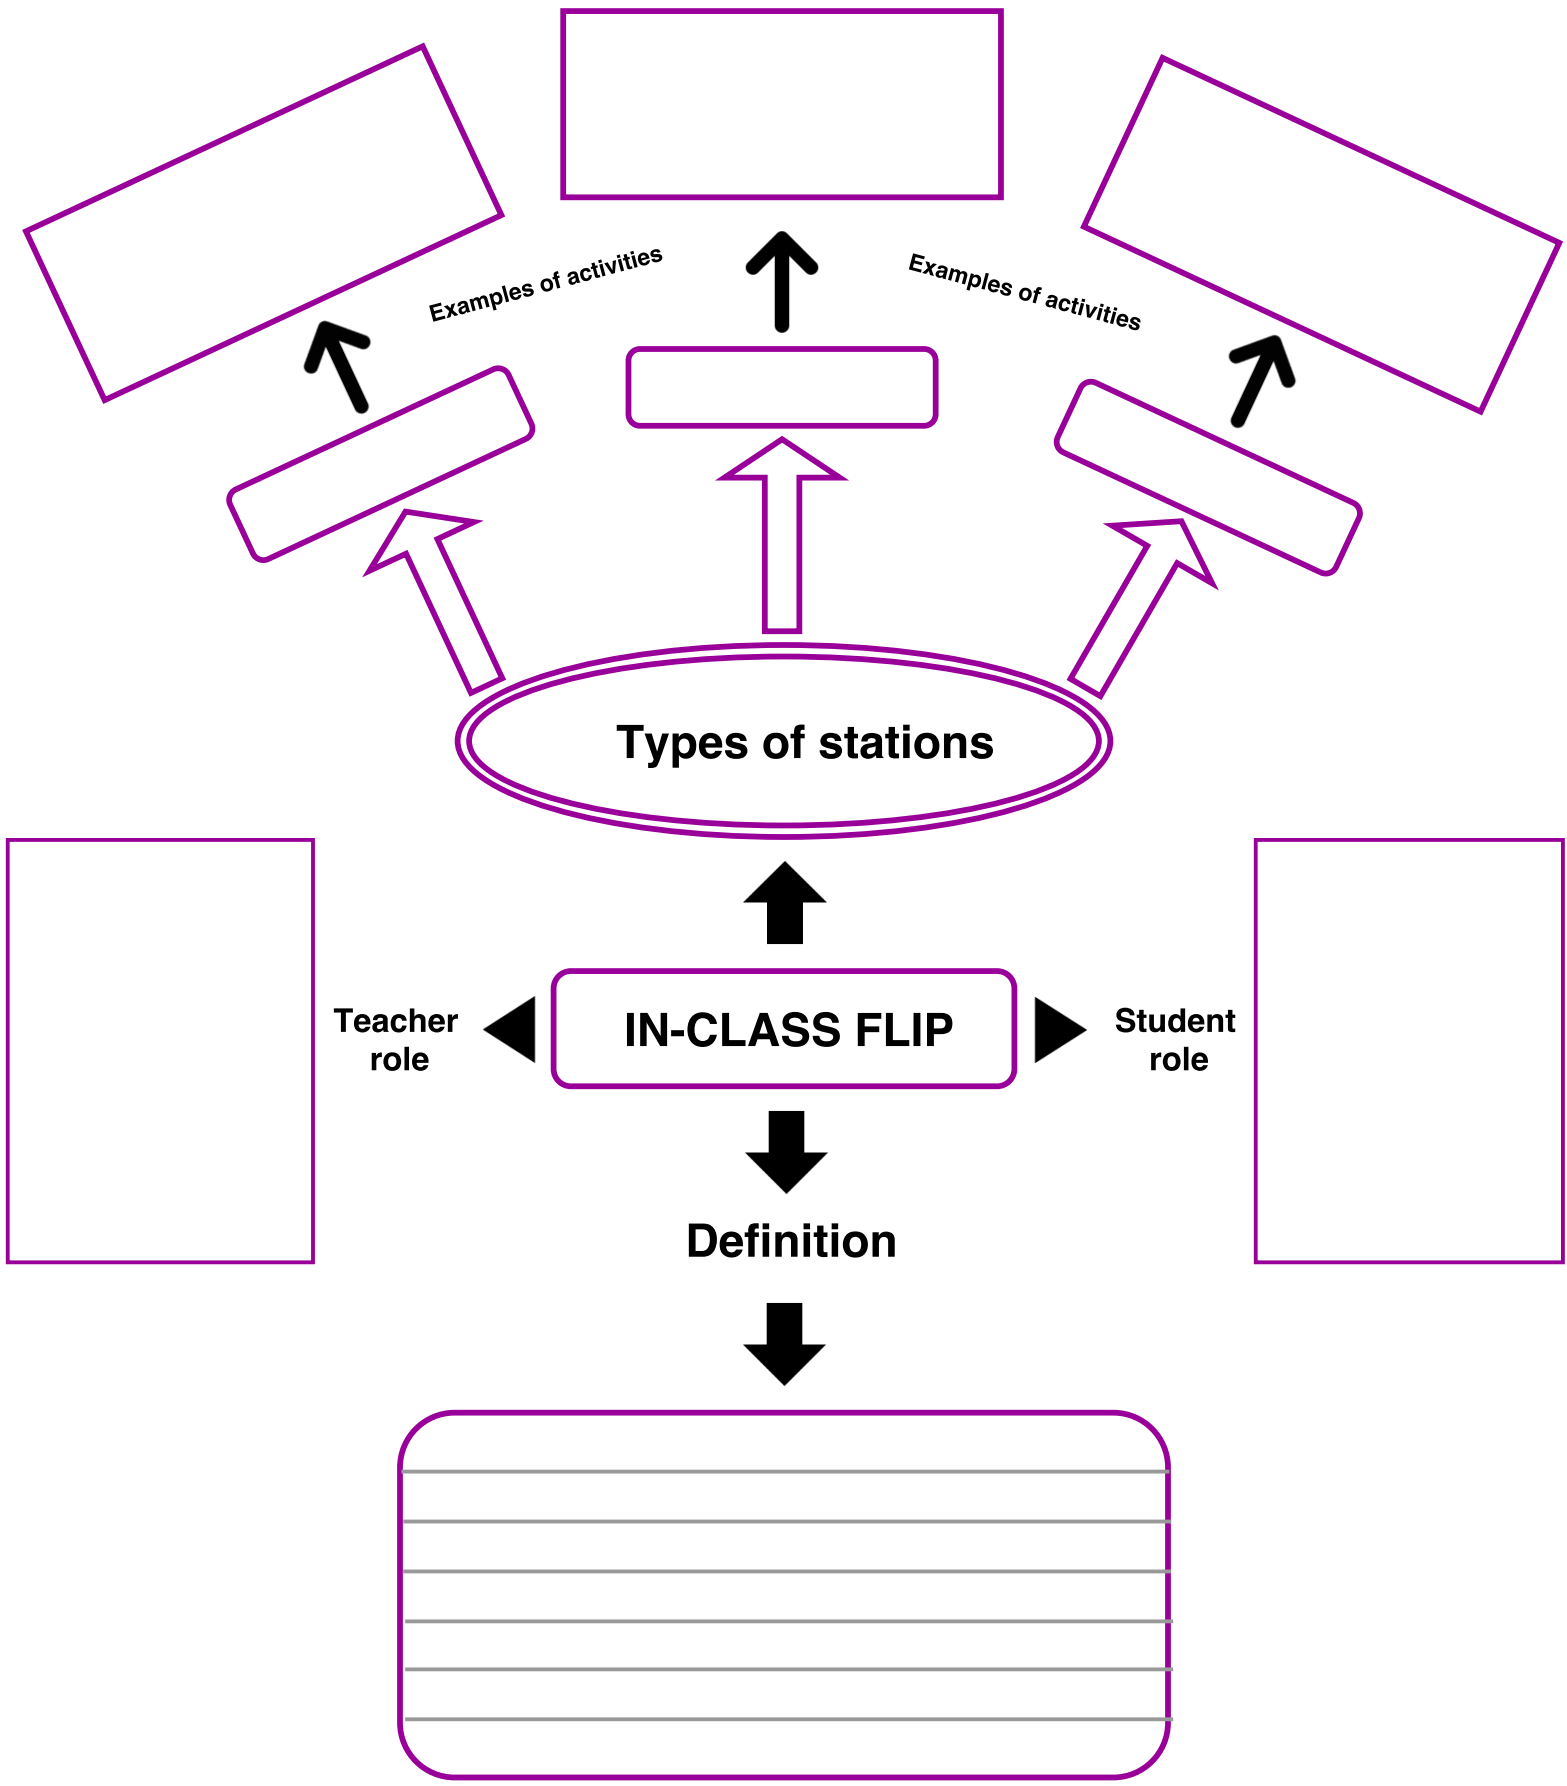 Examples of activities
Examples of activities
Types of stations
Teacher
role
IN-CLASS FLIP
Student
role
Definition